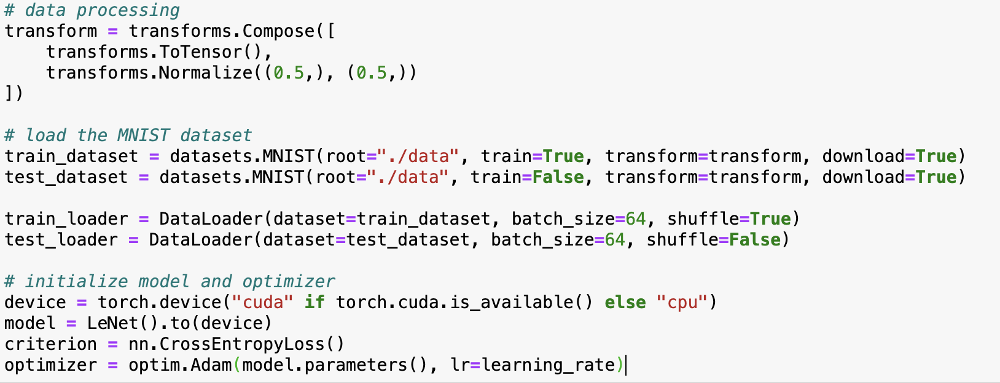 # data processing
transform = transforms.Compose([
    transforms.ToTensor(),
    transforms.Normalize((0.5,), (0.5,))
])
# load the MNIST dataset
train_dataset = datasets.MNIST(root="./data", train=True, transform=transform, download=True)
test_dataset = datasets.MNIST(root="./data", train=False, transform=transform, download=True)
train_loader = DataLoader(dataset=train_dataset, batch_size=64, shuffle=True)
test_loader = DataLoader(dataset=test_dataset, batch_size=64, shuffle=False)
# initialize model and optimizer
device = torch.device("cuda" if torch.cuda.is_available() else "cpu")
model = LeNet().to(device)
criterion = nn.CrossEntropyLoss()
optimizer = optim.Adam(model.parameters(), lr=learning_rate)